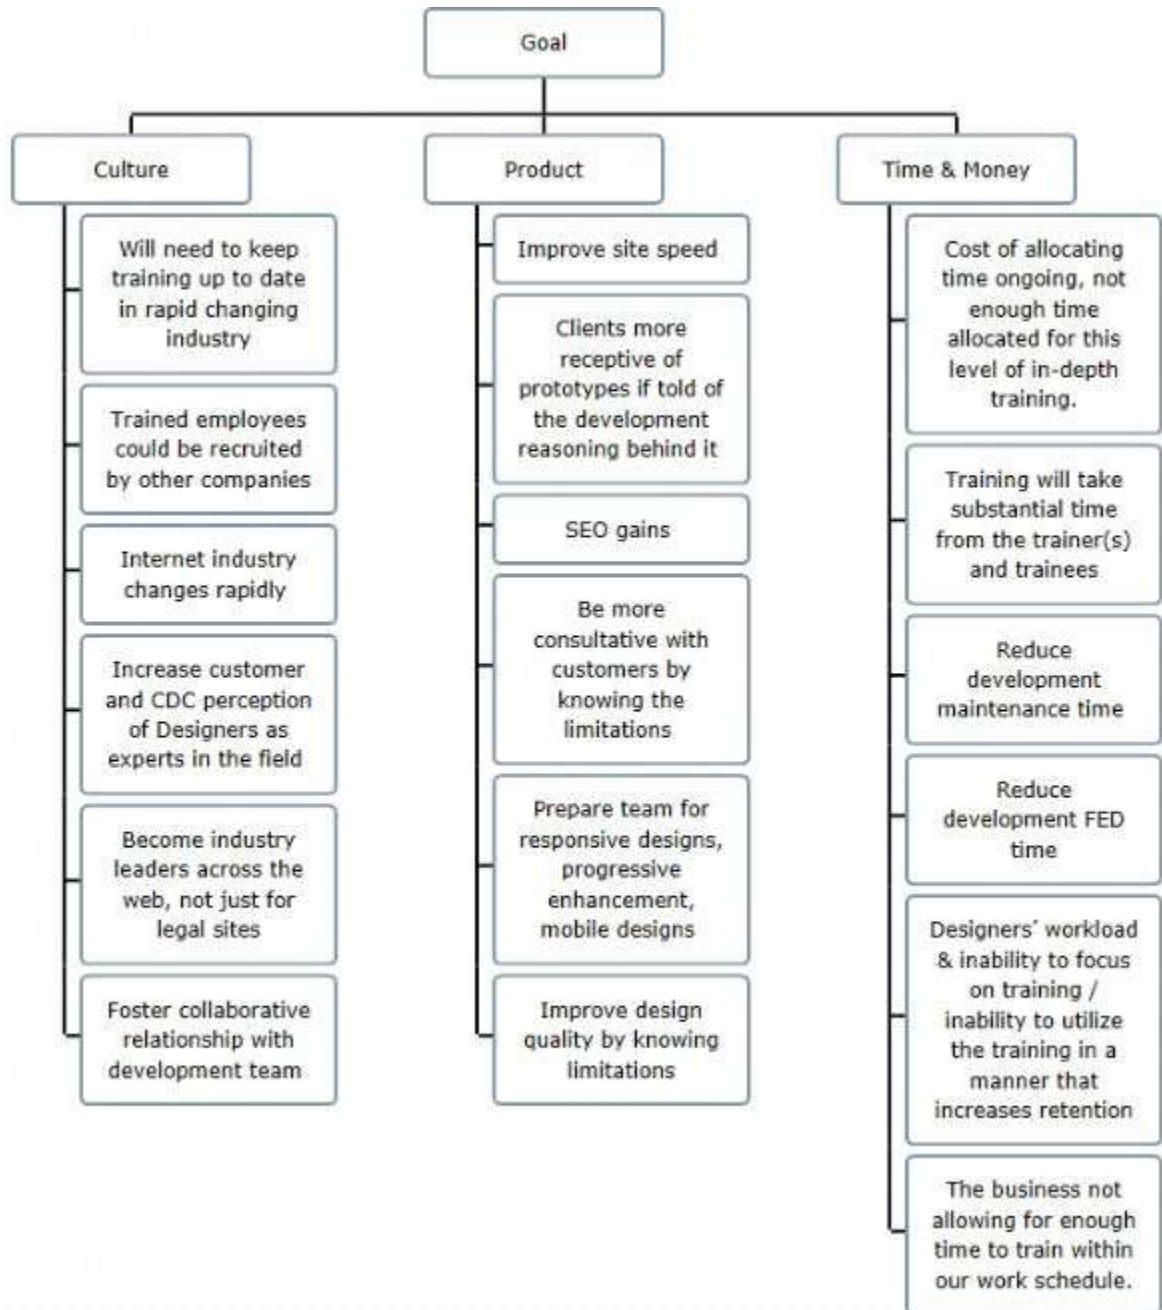 Goal
Culture
Will need to keep
training up to date
in rapid changing
industry
Trained employees
could be recruited
by other companies
Internet industry
changes rapidly
Increase customer
and CDC perception
of Designers as
experts in the field
Become industry
leaders across the
web, not just for
legal sites
Foster collaborative
relationship with
development team
Product
Improve site speed
Clients more
receptive of
prototypes if told of
the development
reasoning behind it
SEO gains
Be more
consultative with
customers by
knowing the
limitations
Prepare team for
responsive designs,
progressive
enhancement,
mobile designs
Improve design
quality by knowing
limitations
Time & Money
Cost of allocating
time ongoing, not
enough time
allocated for this
level of in-depth
training.
Training will take
substantial time
from the trainer(s)
and trainees
Reduce
development
maintenance time
Reduce
development FED
time
Designers' workload
& inability to focus
on training /
inability to utilize
the training in a
manner that
increases retention
The business not
allowing for enough
time to train within
our work schedule.